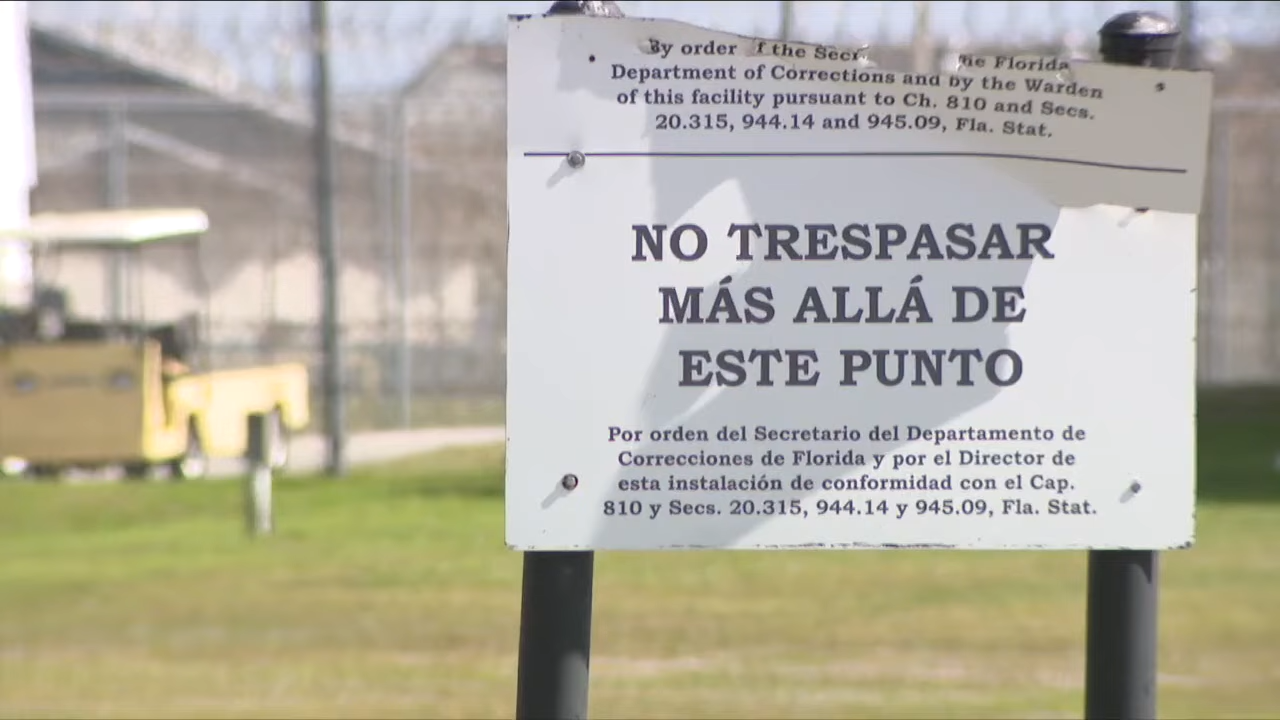 By order f the Secr he Florida
Department of Corrections and by the Warden
of this facility pursuant to Ch. 810 and Secs.
20.315, 944.14 and 945.09, Fla. Stat.
NO TRESPASAR
MÁS ALLÁ DE
ESTE PUNTO
Por orden del Secretario del Departamento de
Correcciones de Florida y por el Director de
esta instalación de conformidad con el Cap.
810 y Secs. 20.315, 944.14 y 945.09, Fla. Stat.